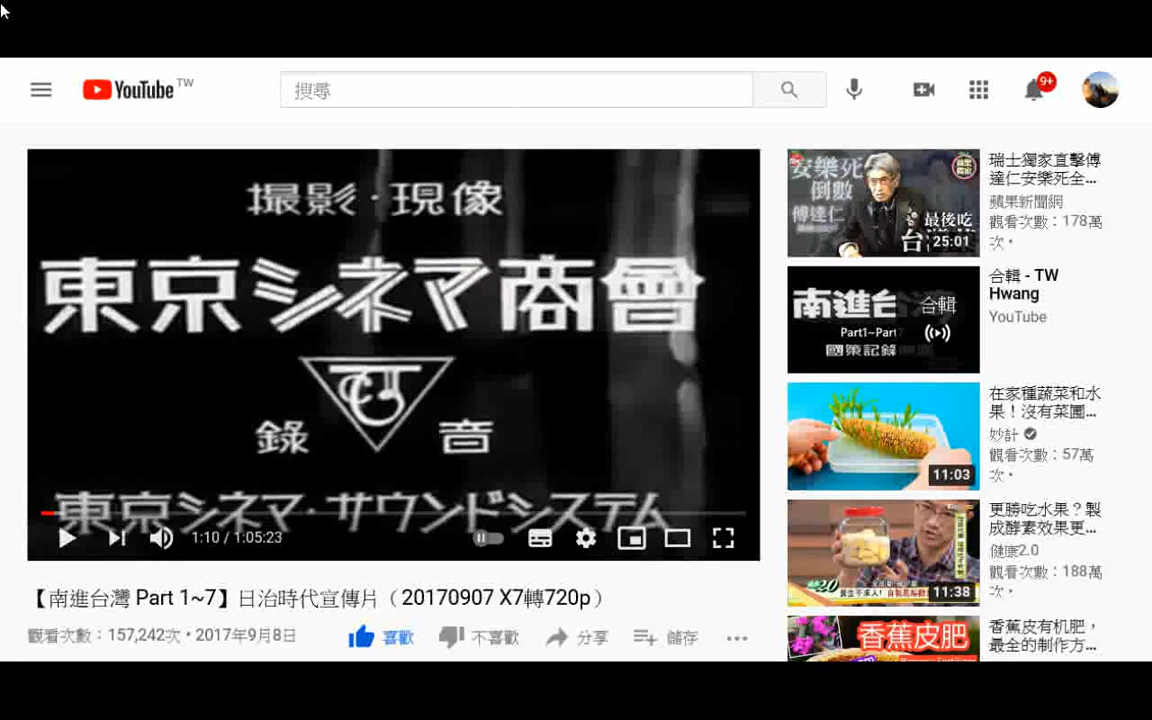 YouTube TW
搜尋
9+
撮影・現像
東京シネマ商會
錄 音
東京シネマ・サウンドシステム
1:10 / 1:05:23
【南進台灣 Part 1~7】日治時代宣傳片（20170907 X7轉720p）
觀看次數：157,242次・2017年9月8日
喜歡
不喜歡
分享
儲存
安樂死
倒數
傅達仁
最後吃
台
25:01
瑞士獨家直擊傅
達仁安樂死全...
蘋果新聞網
觀看次數：178萬
次・
南進台
合輯
Part1~Part
國策記錄
合輯 - TW
Hwang
YouTube
11:03
在家種蔬菜和水
果！沒有菜園...
妙計
觀看次數：57萬
次・
11:38
更勝吃水果？製
成酵素效果更...
健康2.0
觀看次數：188萬
次・
香蕉皮肥
香蕉皮有机肥，
最全的制作方...